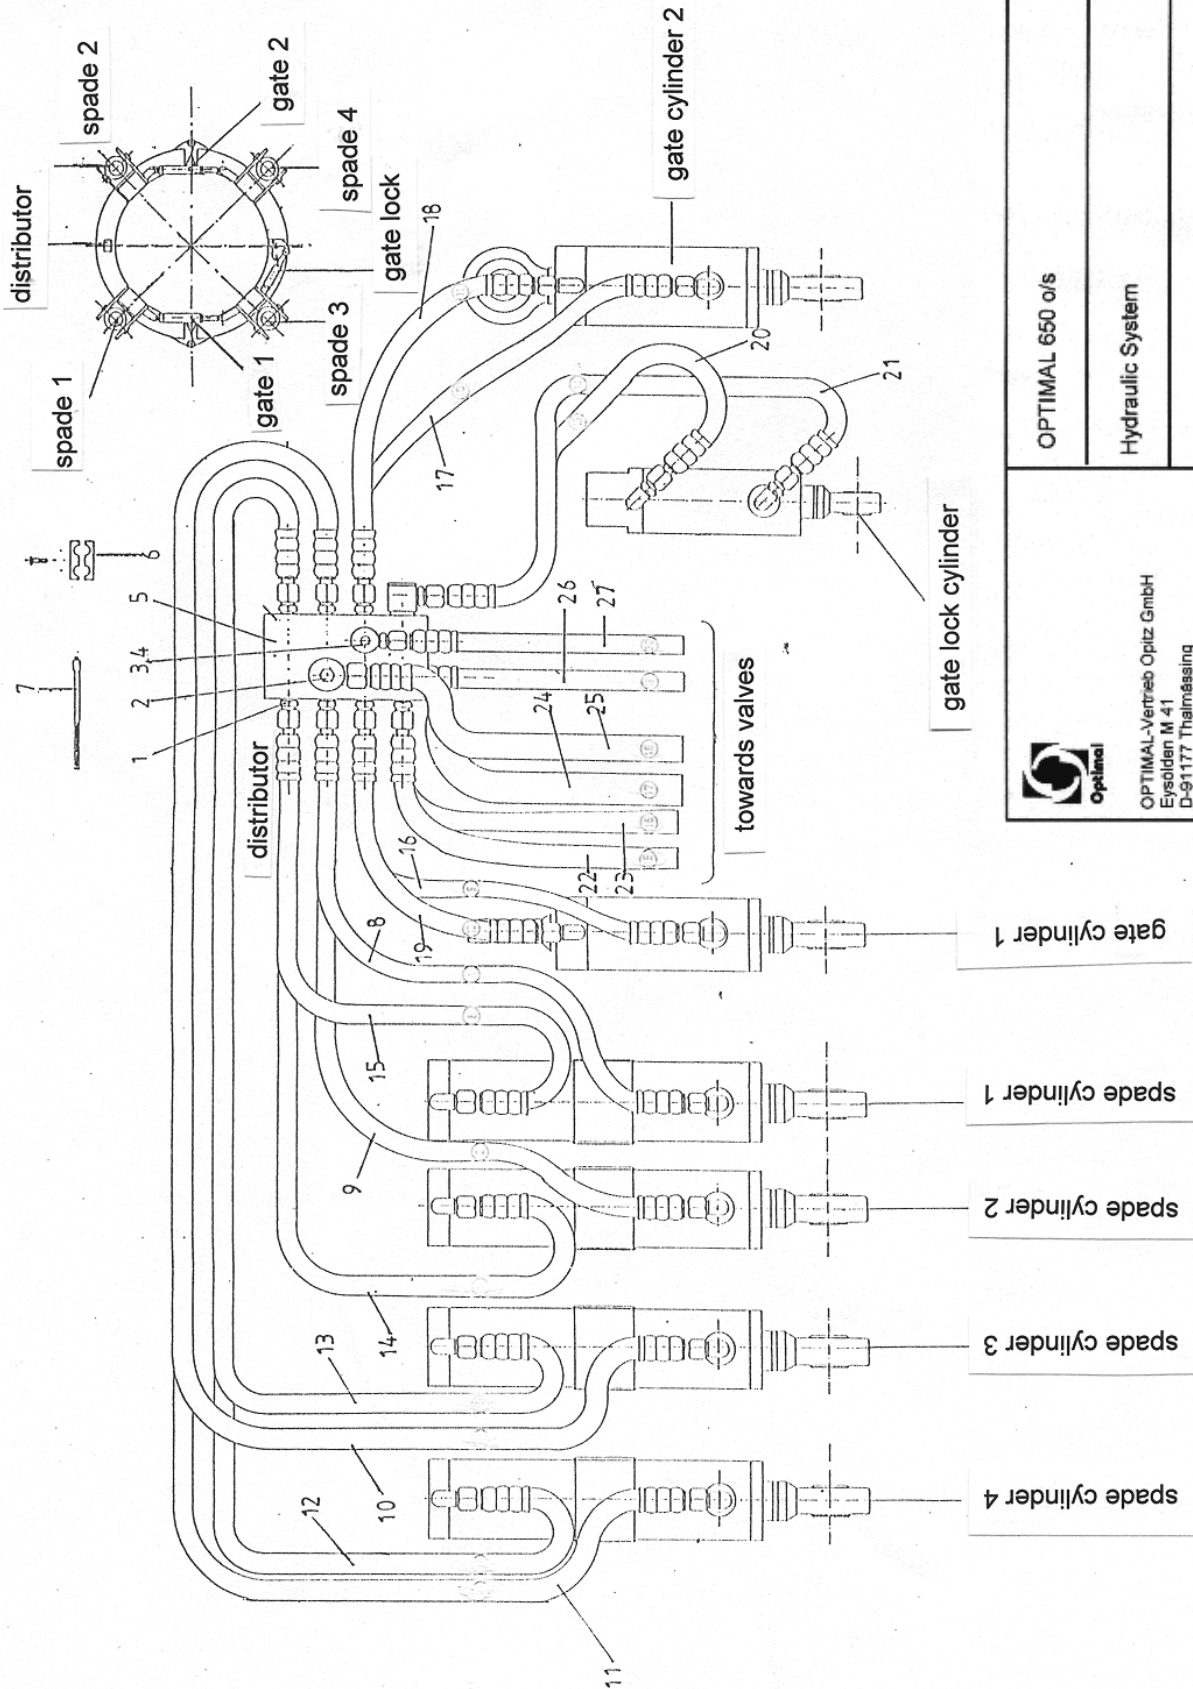 distributor
spade 2
spade 1
gate 2
gate 1
spade 4
spade 3
gate lock
18
gate cylinder 2
17
20
21
gate lock cylinder
7
6
5
3,4
2
1
distributor
26
27
24
25
22
23
towards valves
16
19
8
15
9
14
13
10
12
11
gate cylinder 1
spade cylinder 1
spade cylinder 2
spade cylinder 3
spade cylinder 4
Optimal
OPTIMAL-Vertrieb Opitz GmbH
Eysölden M 41
D-91177 Thalmässing
OPTIMAL 650 o/s
Hydraulic System